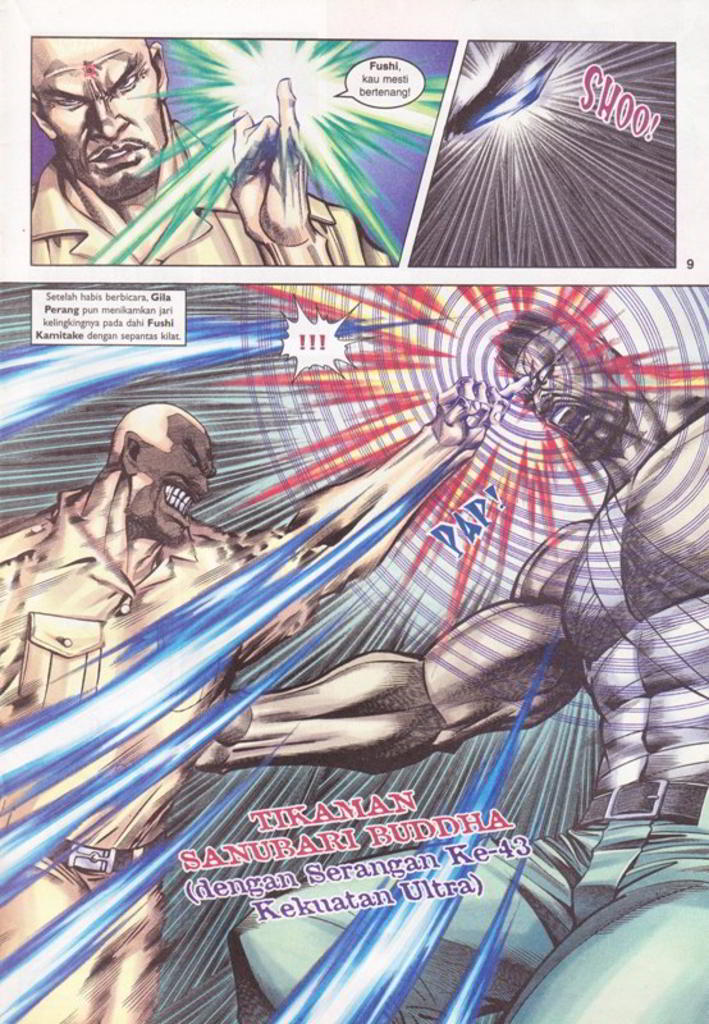 Fushi,
kau mesti
bertenang!
SHOO!
9
Setelah habis berbicara, Gila
Perang pun menikamkan jari
kelingkingnya pada dahi Fushi
Kamitake dengan sepantas kilat.
!!!
PAP!
TIKAMAN
SANUBARI BUDDHA
(dengan Serangan Ke-43
Kekuatan Ultra)